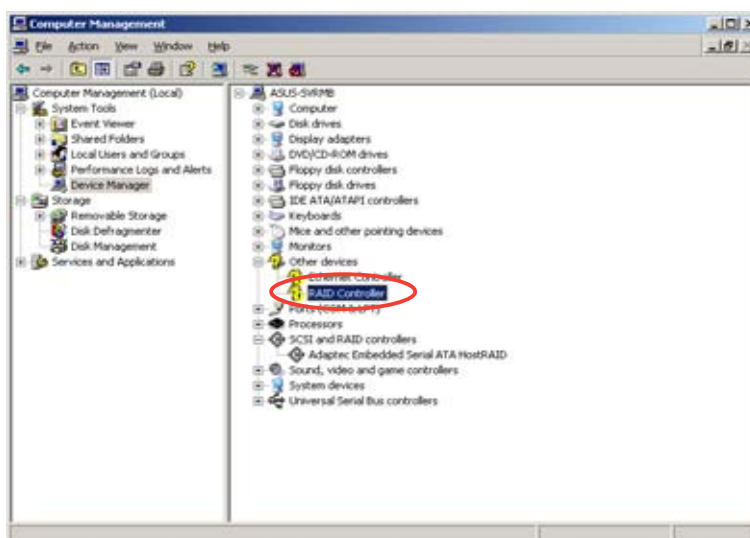 Computer Management
File Action View Window Help
Computer Management (Local)
System Tools
Event Viewer
Shared Folders
Local Users and Groups
Performance Logs and Alerts
Device Manager
Storage
Removable Storage
Disk Defragmenter
Disk Management
Services and Applications
ASUS-SVRMB
Computer
Disk drives
Display adapters
DVD/CD-ROM drives
Floppy disk controllers
Floppy disk drives
IDE ATA/ATAPI controllers
Keyboards
Mice and other pointing devices
Monitors
Other devices
Ethernet Controller
RAID Controller
Ports (COM & LPT)
Processors
SCSI and RAID controllers
Adaptec Embedded Serial ATA HostRAID
Sound, video and game controllers
System devices
Universal Serial Bus controllers